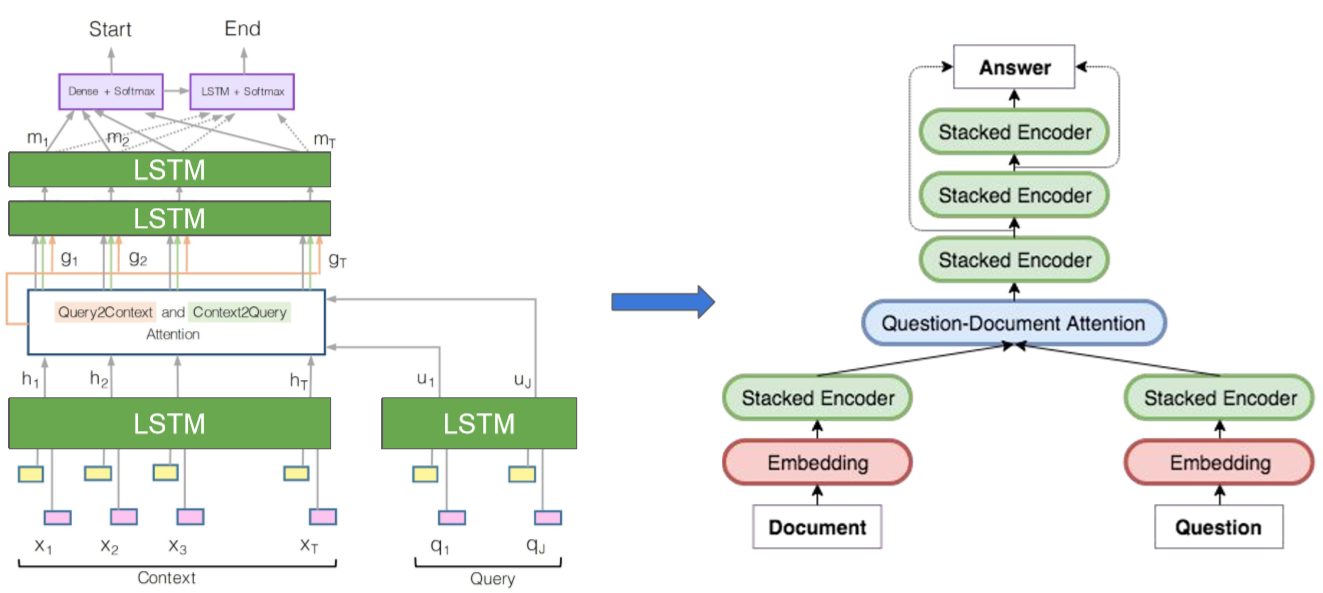 Start End
Dense + Softmax LSTM + Softmax
m1 m2 mT
LSTM
LSTM
g1 g2 gT
Query2Context and Context2Query
Attention
h1 h2 hT u1 uJ
LSTM LSTM
x1 x2 x3 xT q1 qJ
Context Query
Answer
Stacked Encoder
Stacked Encoder
Stacked Encoder
Question-Document Attention
Stacked Encoder Stacked Encoder
Embedding Embedding
Document Question